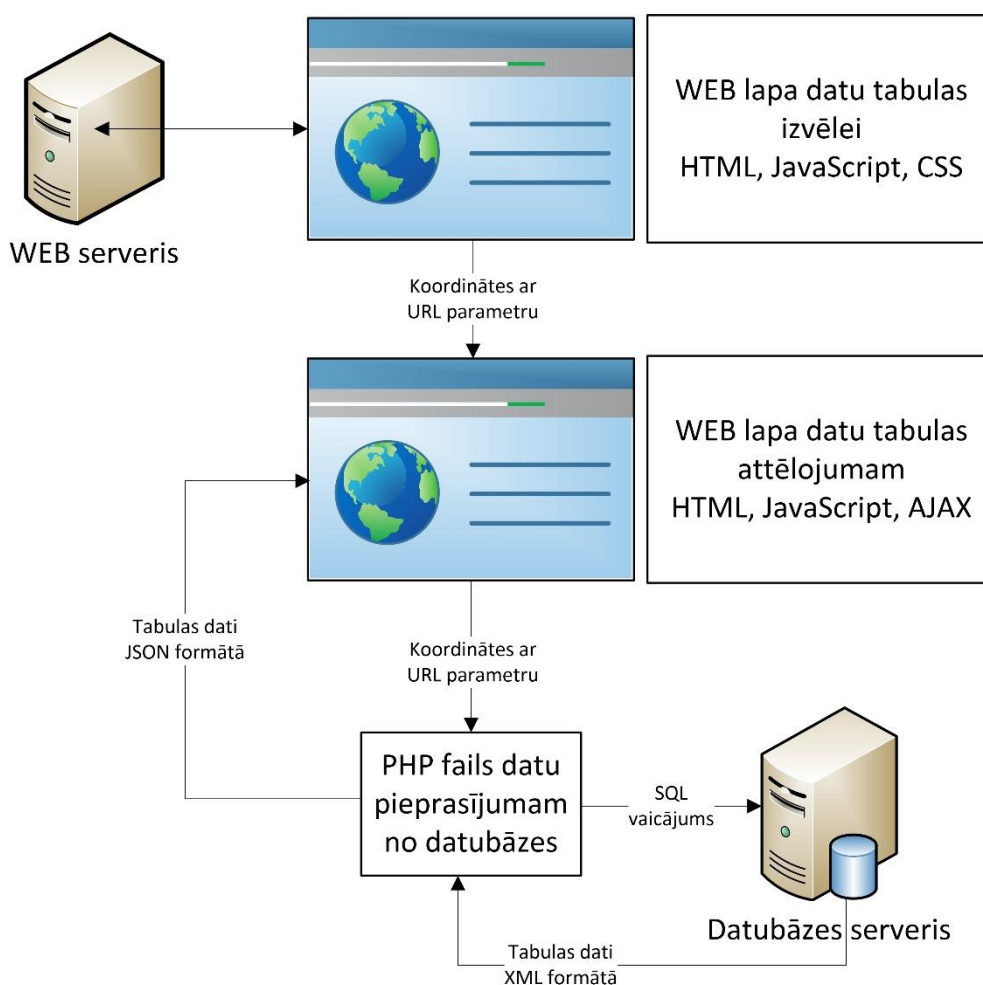 WEB lapa datu tabulas
izvēlei
HTML, JavaScript, CSS
WEB serveris
Koordinātes ar
URL parametru
WEB lapa datu tabulas
attēlojumam
HTML, JavaScript, AJAX
Tabulas dati
JSON formātā
Koordinātes ar
URL parametru
PHP fails datu
pieprasījumam
no datubāzes
SQL
vaicājums
Datubāzes serveris
Tabulas dati
XML formātā